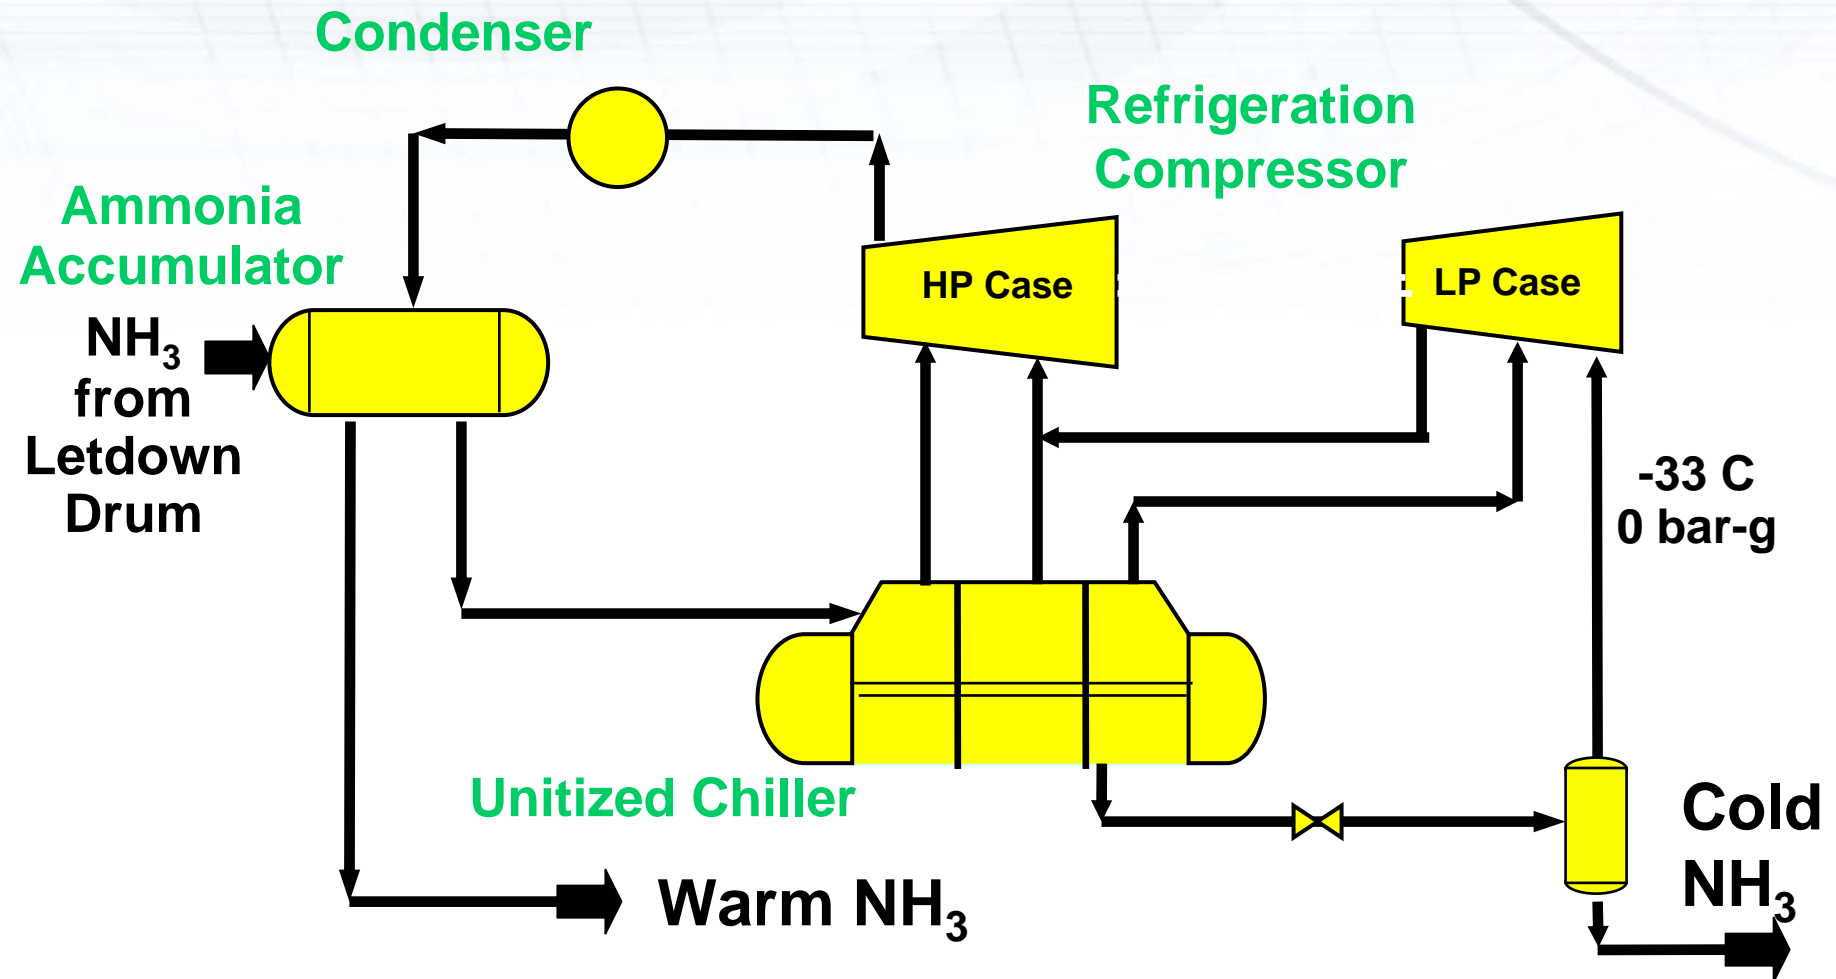 Condenser
Refrigeration
Compressor
Ammonia
Accumulator
HP Case
LP Case
NH₃
from
Letdown
Drum
-33 C
0 bar-g
Unitized Chiller
Cold
NH₃
Warm NH₃